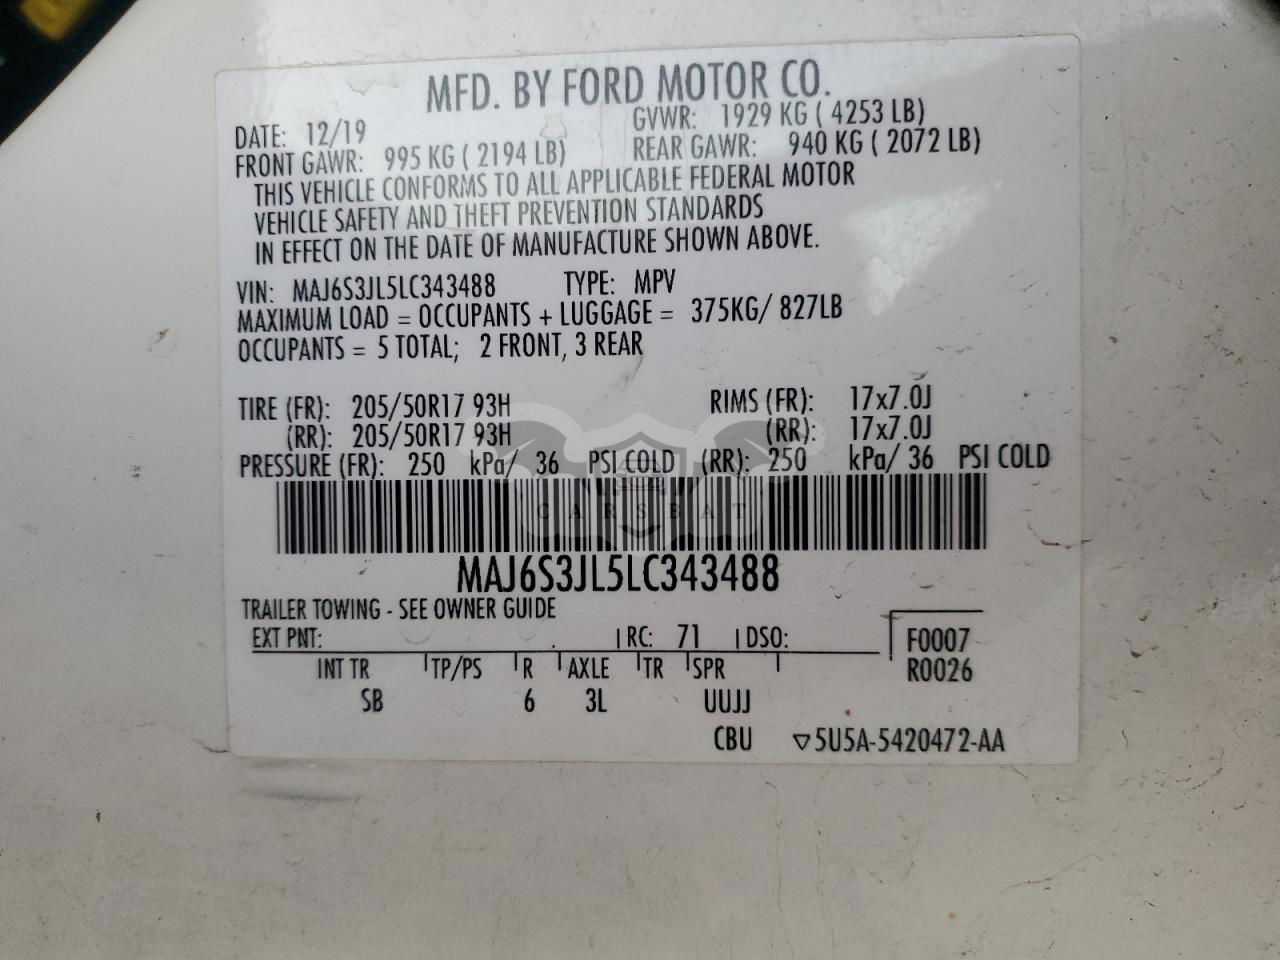 MFD. BY FORD MOTOR CO.
DATE: 12/19 GVWR: 1929 KG ( 4253 LB)
FRONT GAWR: 995 KG ( 2194 LB) REAR GAWR: 940 KG ( 2072 LB)
THIS VEHICLE CONFORMS TO ALL APPLICABLE FEDERAL MOTOR
VEHICLE SAFETY AND THEFT PREVENTION STANDARDS
IN EFFECT ON THE DATE OF MANUFACTURE SHOWN ABOVE.
VIN: MAJ6S3JL5LC343488 TYPE: MPV
MAXIMUM LOAD = OCCUPANTS + LUGGAGE = 375KG/ 827LB
OCCUPANTS = 5 TOTAL; 2 FRONT, 3 REAR
TIRE (FR): 205/50R17 93H RIMS (FR): 17x7.0J
(RR): 205/50R17 93H (RR): 17x7.0J
PRESSURE (FR): 250 kPa/ 36 PSI COLD (RR): 250 kPa/ 36 PSI COLD
CARSBAT
MAJ6S3JL5LC343488
TRAILER TOWING - SEE OWNER GUIDE
EXT PNT: RC: 71 DSO: F0007
INT TR TP/PS R AXLE TR SPR R0026
SB 6 3L UUJJ
CBU ▽5U5A-5420472-AA